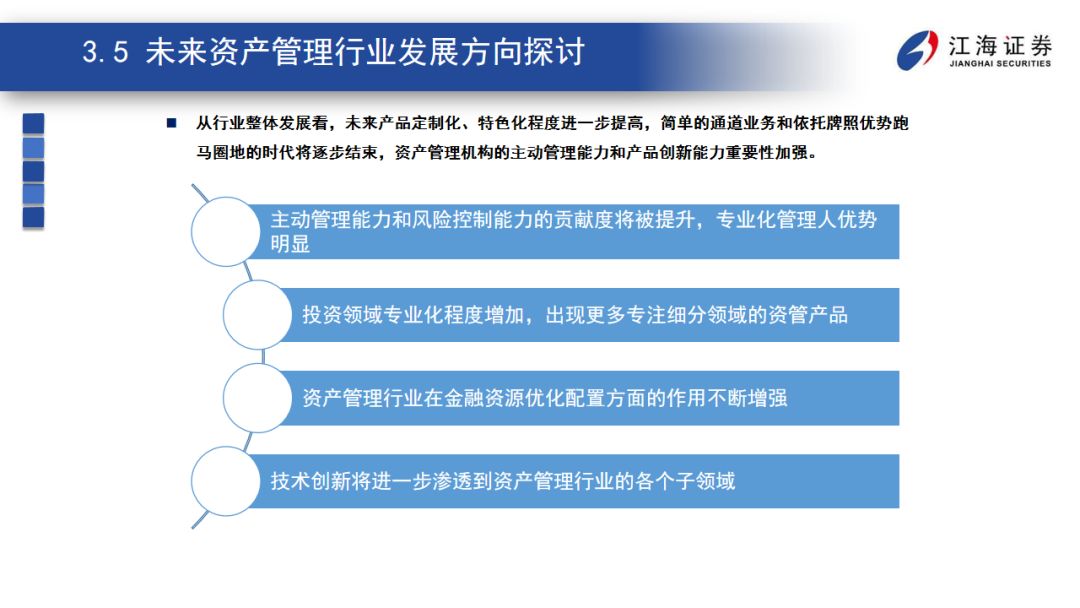 3.5 未来资产管理行业发展方向探讨
江海证券
JIANGHAI SECURITIES
从行业整体发展看，未来产品定制化、特色化程度进一步提高，简单的通道业务和依托牌照优势跑
马圈地的时代将逐步结束，资产管理机构的主动管理能力和产品创新能力重要性加强。
主动管理能力和风险控制能力的贡献度将被提升，专业化管理人优势
明显
投资领域专业化程度增加，出现更多专注细分领域的资管产品
资产管理行业在金融资源优化配置方面的作用不断增强
技术创新将进一步渗透到资产管理行业的各个子领域